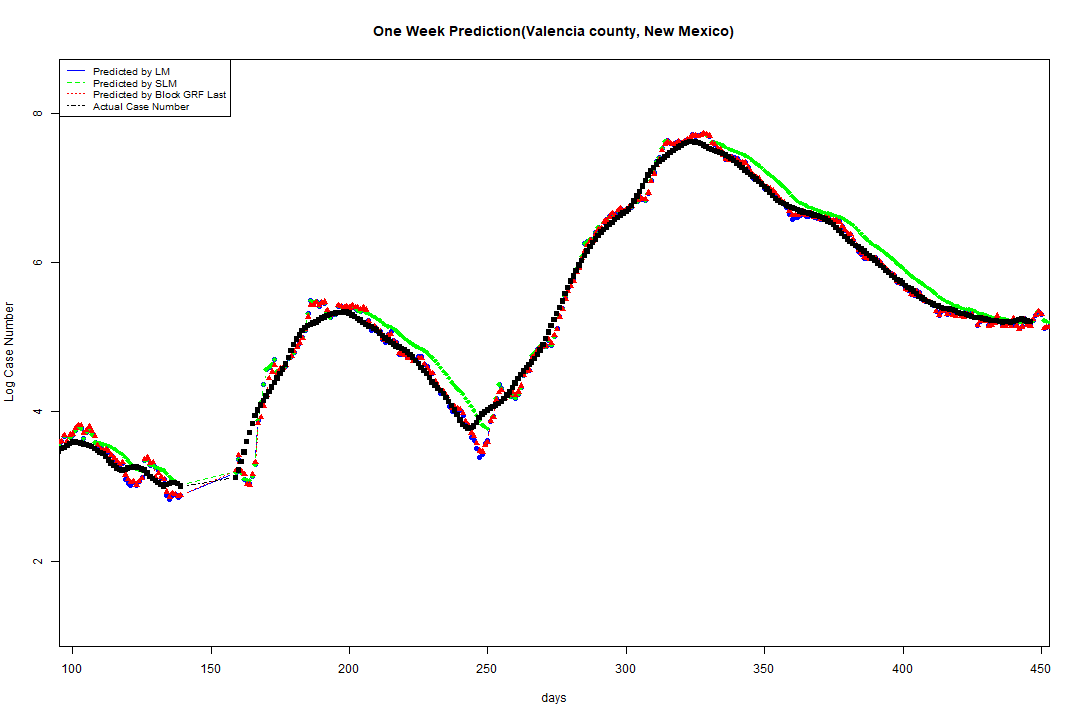 One Week Prediction(Valencia county, New Mexico)
Predicted by LM
Predicted by SLM
Predicted by Block GRF Last
Actual Case Number
8
6
4
2
Log Case Number
100 150 200 250 300 350 400 450
days